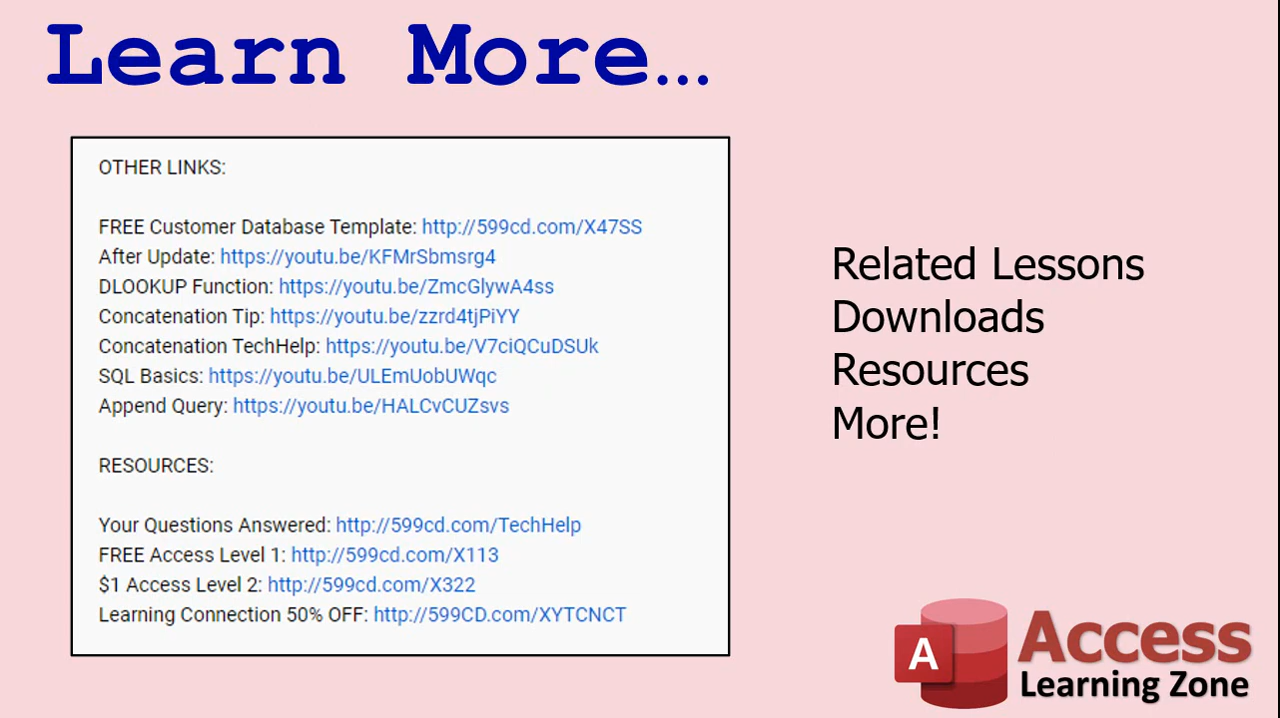 Learn More...
OTHER LINKS:
FREE Customer Database Template: http://599cd.com/X47SS
After Update: https://youtu.be/KFMrSbmsrg4
DLOOKUP Function: https://youtu.be/ZmcGlywA4ss
Concatenation Tip: https://youtu.be/zzrd4tjPiYY
Concatenation TechHelp: https://youtu.be/V7ciQCuDSUk
SQL Basics: https://youtu.be/ULEmUobUWqc
Append Query: https://youtu.be/HALCvCUZsvs
RESOURCES:
Your Questions Answered: http://599cd.com/TechHelp
FREE Access Level 1: http://599cd.com/X113
$1 Access Level 2: http://599cd.com/X322
Learning Connection 50% OFF: http://599CD.com/XYTCNCT
Related Lessons
Downloads
Resources
More!
A
Access
Learning Zone